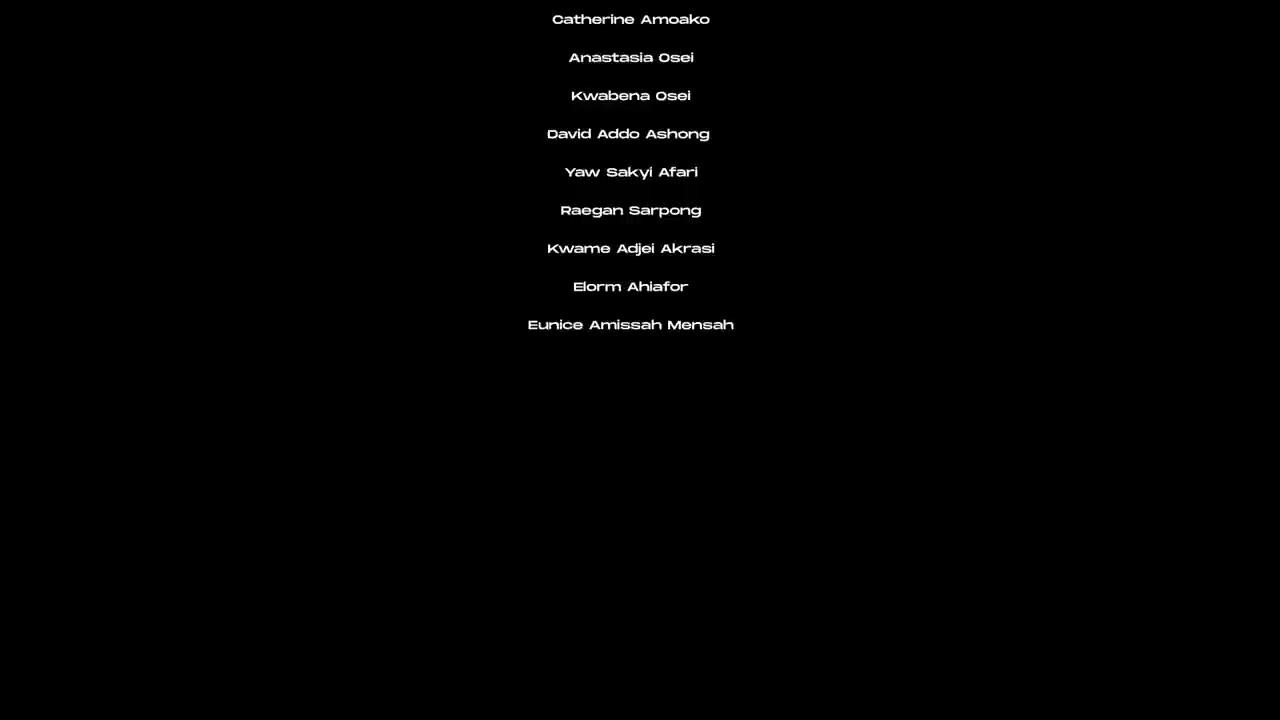 Catherine Amoako
Anastasia Osei
Kwabena Osei
David Addo Ashong
Yaw Sakyi Afari
Raegan Sarpong
Kwame Adjei Akrasi
Elorm Ahiafor
Eunice Amissah Mensah